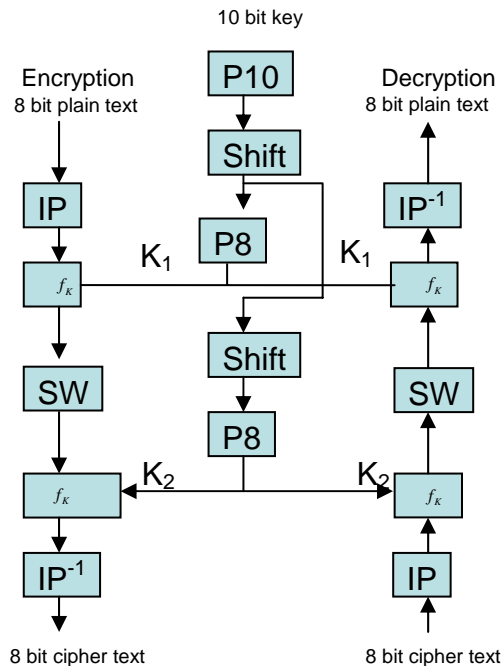 10 bit key
Encryption
8 bit plain text
P10
Decryption
8 bit plain text
Shift
IP
IP⁻¹
P8
K₁
K₁
fₖ
fₖ
Shift
SW
SW
P8
K₂
K₂
fₖ
fₖ
IP⁻¹
IP
8 bit cipher text
8 bit cipher text